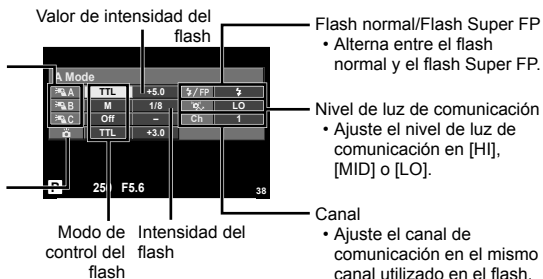 Valor de intensidad del
flash
Flash normal/Flash Super FP
• Alterna entre el flash
normal y el flash Super FP.
A Mode
A TTL +5.0 /FP
B M 1/8 LO
C Off – Ch 1
TTL +3.0
P 250 F5.6 38
Nivel de luz de comunicación
• Ajuste el nivel de luz de
comunicación en [HI],
[MID] o [LO].
Modo de
control del
flash
Intensidad del
flash
Canal
• Ajuste el canal de
comunicación en el mismo
canal utilizado en el flash.